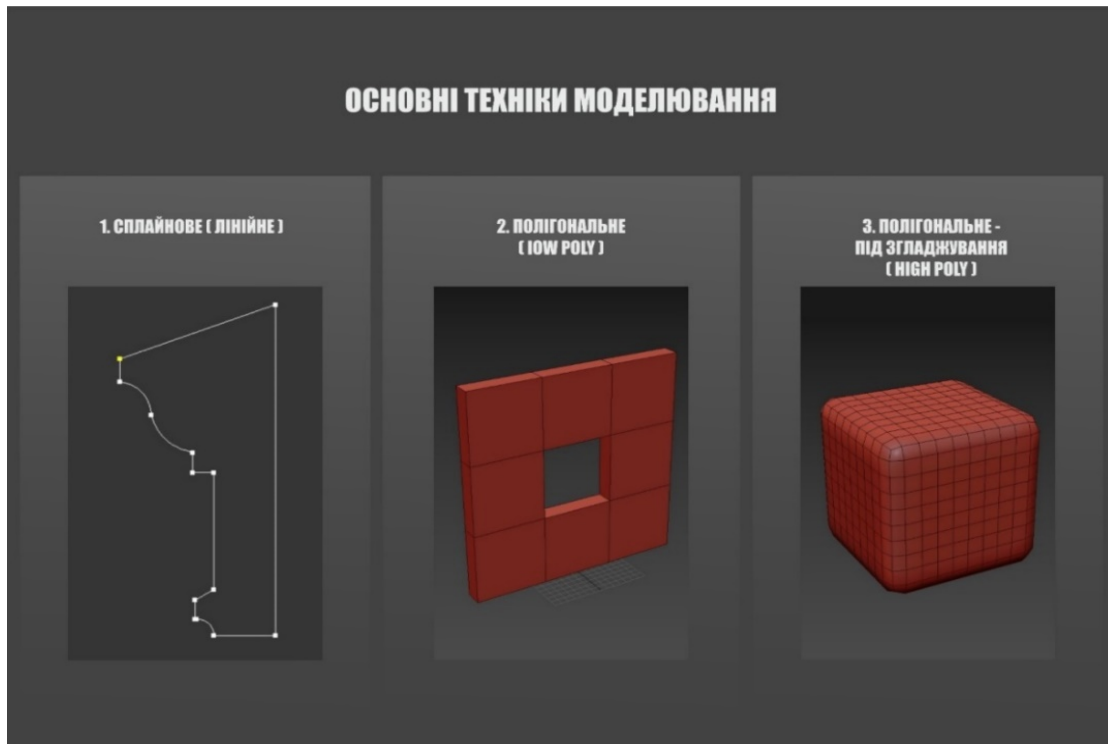 ОСНОВНІ ТЕХНІКИ МОДЕЛЮВАННЯ
1. СПЛАЙНОВЕ ( ЛІНІЙНЕ )
2. ПОЛІГОНАЛЬНЕ
( lOW POLY )
3. ПОЛІГОНАЛЬНЕ -
ПІД ЗГЛАДЖУВАННЯ
( HIGH POLY )